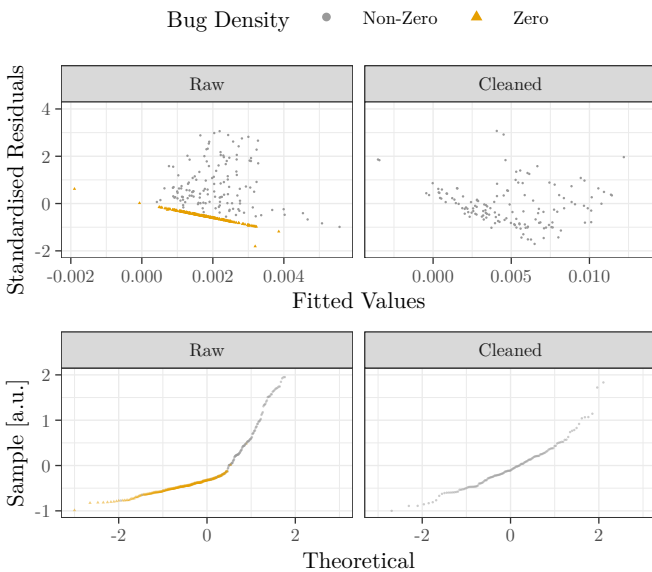 Bug Density Non-Zero Zero
Raw Cleaned
Standardised Residuals
4
2
0
-2
-0.002 0.000 0.002 0.004 0.000 0.005 0.010
Fitted Values
Raw Cleaned
Sample [a.u.]
2
1
0
-1
-2 0 2 -2 0 2
Theoretical